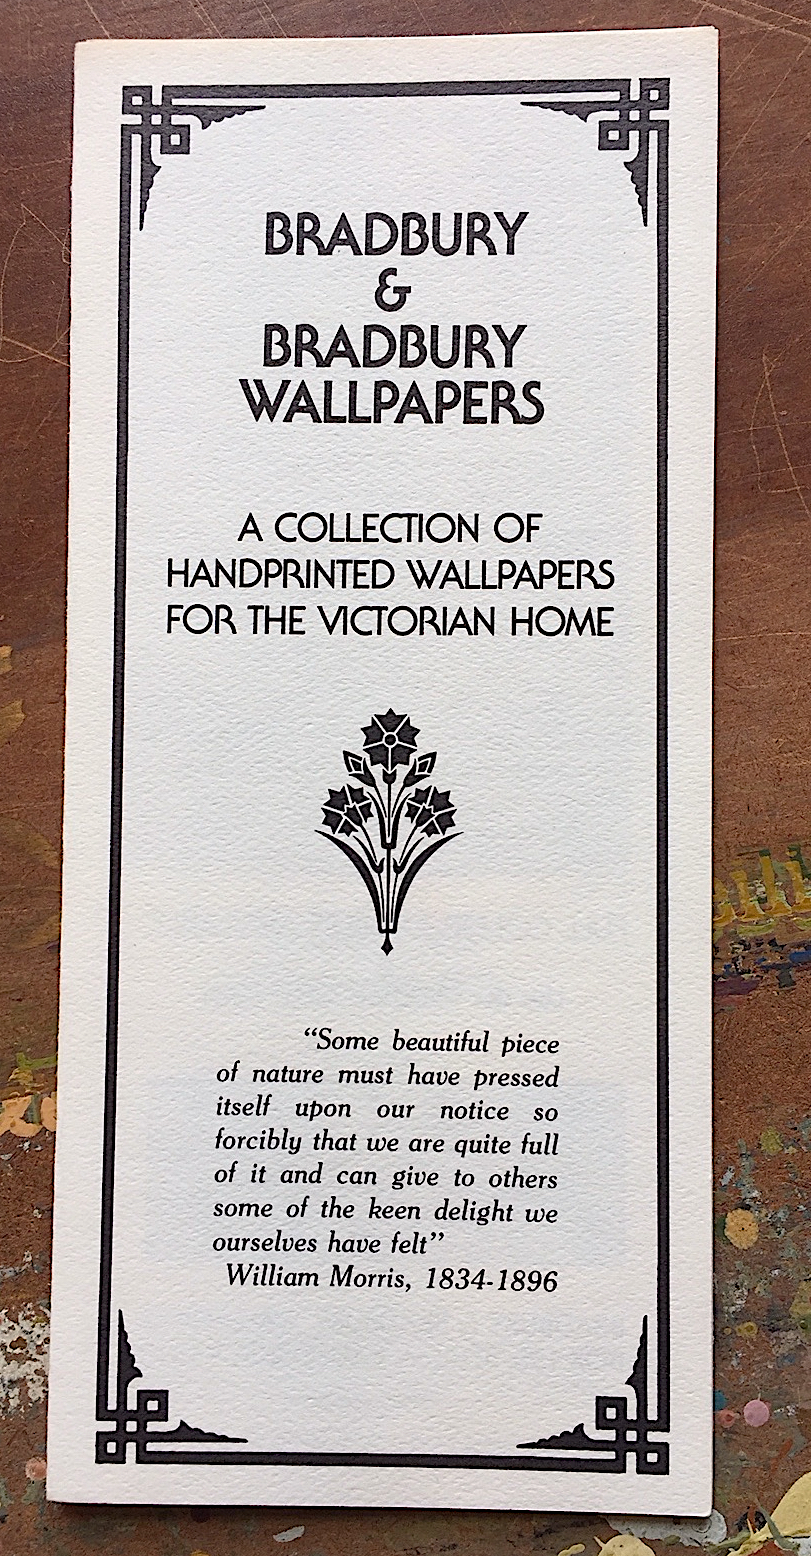 BRADBURY
&
BRADBURY
WALLPAPERS
A COLLECTION OF
HANDPRINTED WALLPAPERS
FOR THE VICTORIAN HOME
“Some beautiful piece
of nature must have pressed
itself upon our notice so
forcibly that we are quite full
of it and can give to others
some of the keen delight we
ourselves have felt”
William Morris, 1834-1896